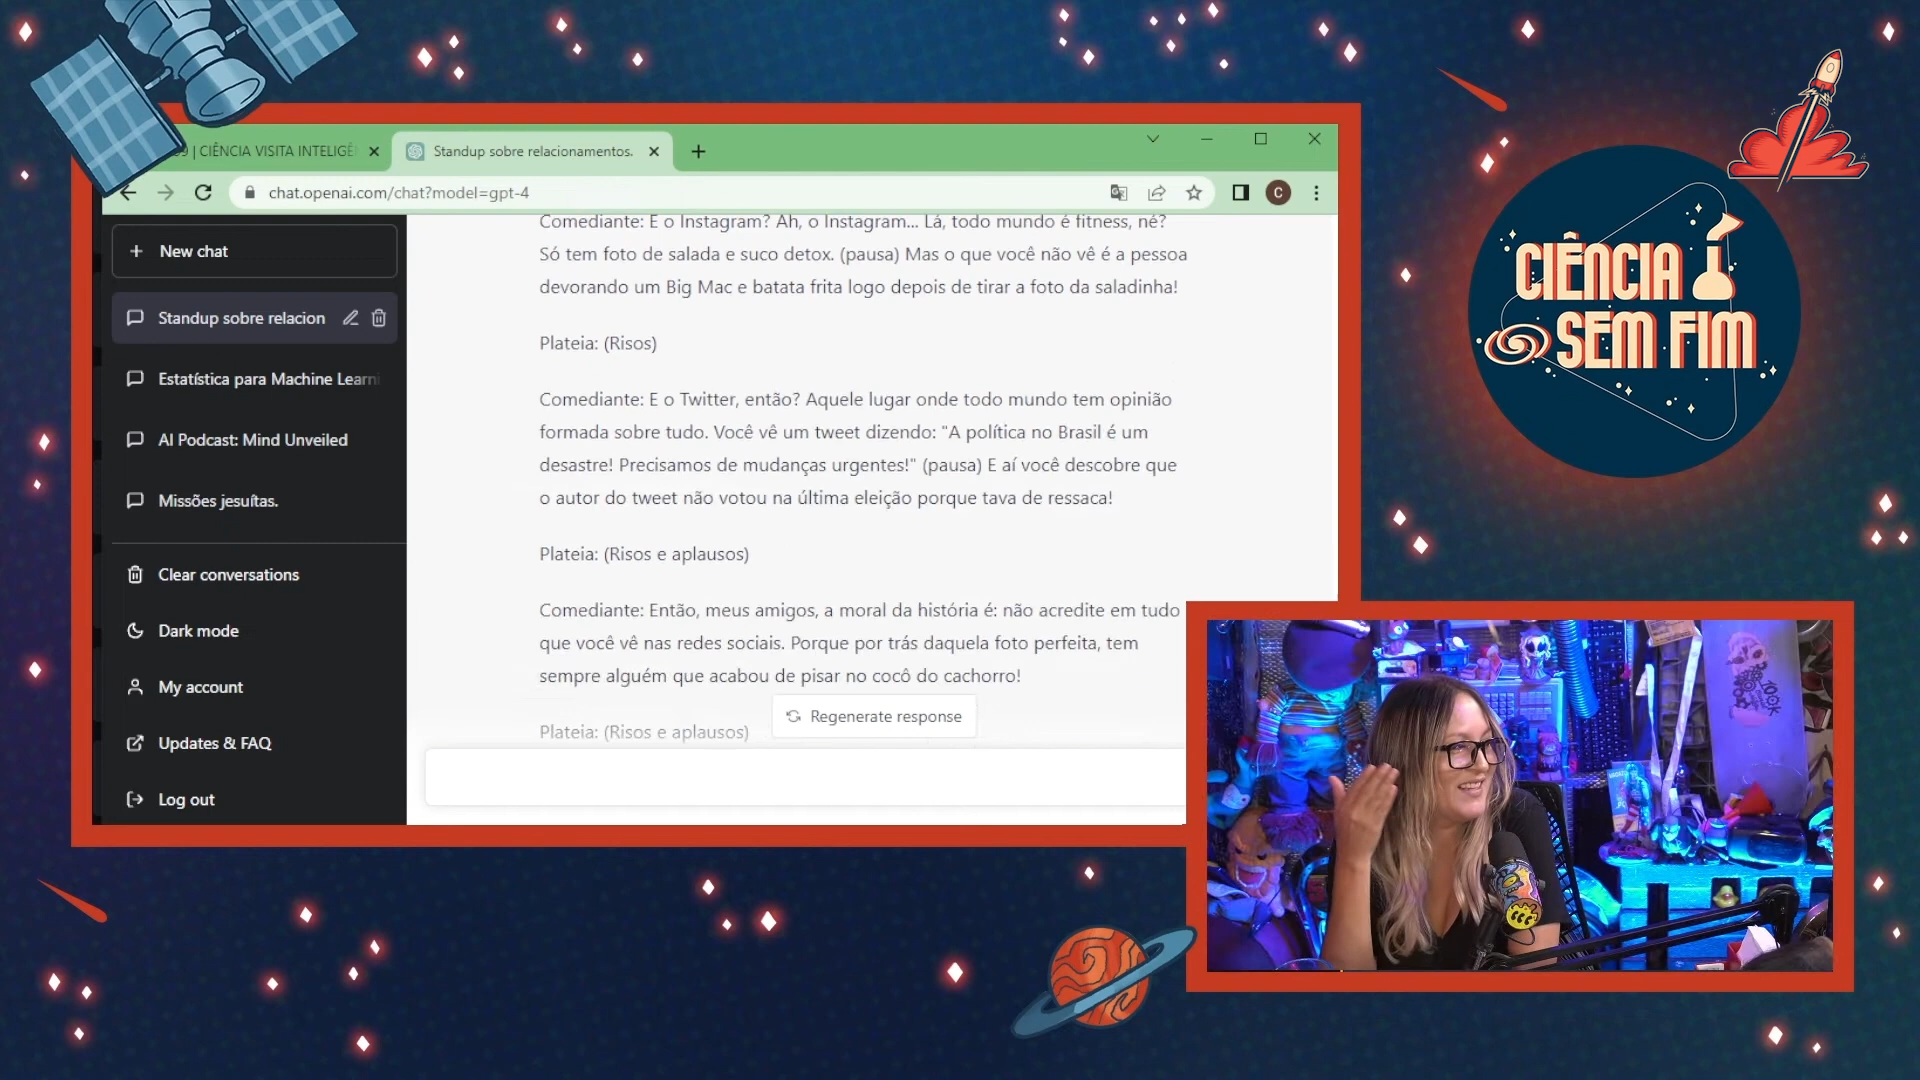 9 | CIÊNCIA VISITA INTELIGÊ
Standup sobre relacionamentos.
chat.openai.com/chat?model=gpt-4
C
New chat
Standup sobre relacion
Estatística para Machine Learni
AI Podcast: Mind Unveiled
Missões jesuítas.
Clear conversations
Dark mode
My account
Updates & FAQ
Log out
Comediante: E o Instagram? Ah, o Instagram... Lá, todo mundo é fitness, né?
Só tem foto de salada e suco detox. (pausa) Mas o que você não vê é a pessoa
devorando um Big Mac e batata frita logo depois de tirar a foto da saladinha!
Plateia: (Risos)
Comediante: E o Twitter, então? Aquele lugar onde todo mundo tem opinião
formada sobre tudo. Você vê um tweet dizendo: "A política no Brasil é um
desastre! Precisamos de mudanças urgentes!" (pausa) E aí você descobre que
o autor do tweet não votou na última eleição porque tava de ressaca!
Plateia: (Risos e aplausos)
Comediante: Então, meus amigos, a moral da história é: não acredite em tudo
que você vê nas redes sociais. Porque por trás daquela foto perfeita, tem
sempre alguém que acabou de pisar no cocô do cachorro!
Plateia: (Risos e aplausos)
Regenerate response
CIÊNCIA
SEM FIM
100K